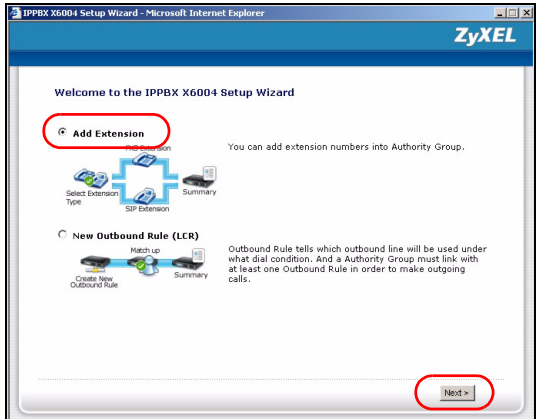 IPPBX X6004 Setup Wizard - Microsoft Internet Explorer
ZyXEL
Welcome to the IPPBX X6004 Setup Wizard
Add Extension
FXS Extension
Select Extension
Type
SIP Extension
Summary
You can add extension numbers into Authority Group.
New Outbound Rule (LCR)
Match up
Create New
Outbound Rule
Summary
Outbound Rule tells which outbound line will be used under
what dial condition. And a Authority Group must link with
at least one Outbound Rule in order to make outgoing
calls.
Next >